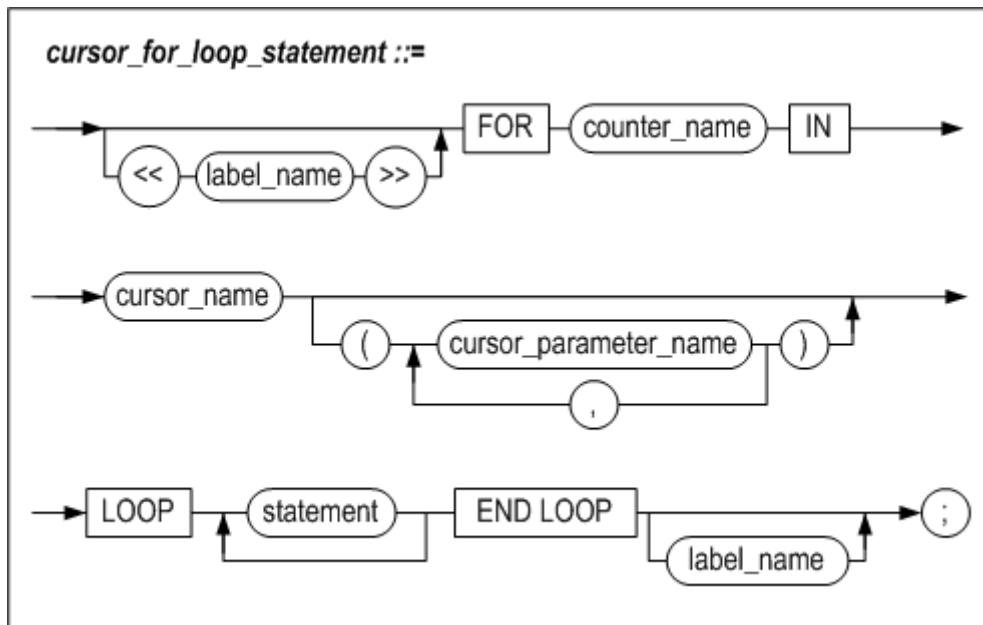 cursor_for_loop_statement ::=
FOR counter_name IN
<< label_name >>
cursor_name
( cursor_parameter_name )
,
LOOP statement END LOOP ;
label_name